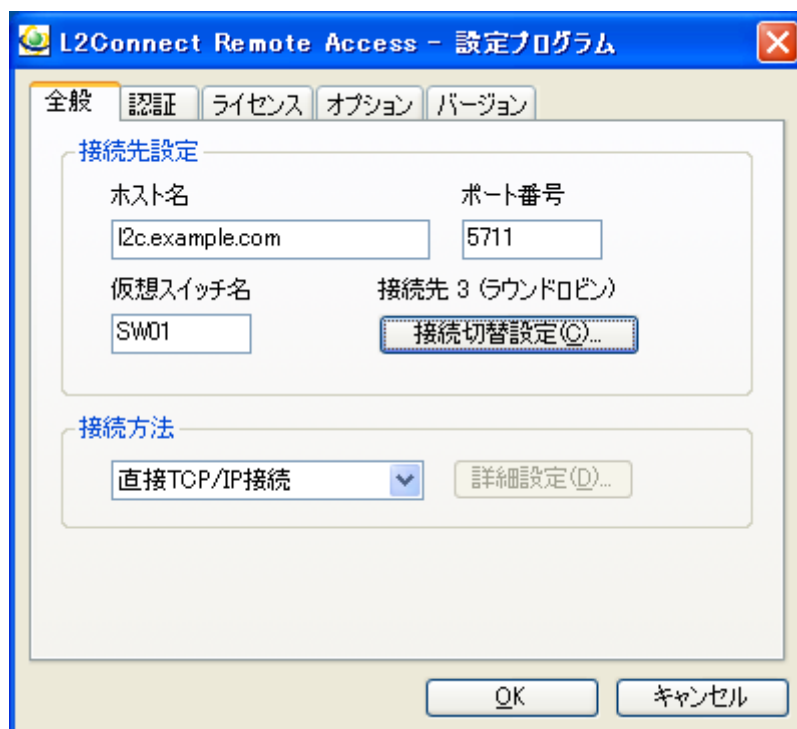 L2Connect Remote Access - 設定プログラム
全般 認証 ライセンス オプション バージョン
接続先設定
ホスト名 ポート番号
l2c.example.com 5711
仮想スイッチ名 接続先 3 (ラウンドロビン)
SW01 接続切替設定(C)...
接続方法
直接TCP/IP接続 詳細設定(D)...
OK キャンセル